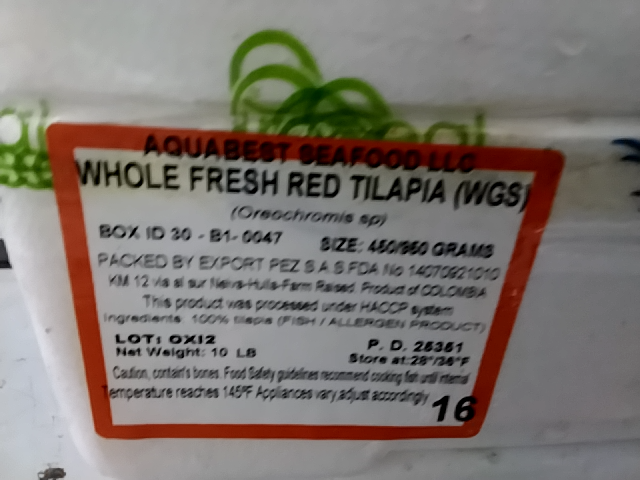 AQUABEST SEAFOOD LLC
WHOLE FRESH RED TILAPIA (WGS)
(Oreochromis sp)
BOX ID 30 - B1- 0047 SIZE: 450/950 GRAMS
PACKED BY EXPORT PEZ S.A.S.FDA No 14070921010
KM 12 via al sur Neiva-Huila-Farm Raised. Product of COLOMBIA
This product was processed under HACCP system
Ingredients: 100% tilapia (FISH / ALLERGEN PRODUCT)
LOT: OXI2 P. D. 25351
Net Weight: 10 LB Store at:28°/36°F
Caution, contain's bones. Food Safety guidelines recommend cooking fish until internal
Temperature reaches 145ºF Appliances vary,adjust accordingly 16